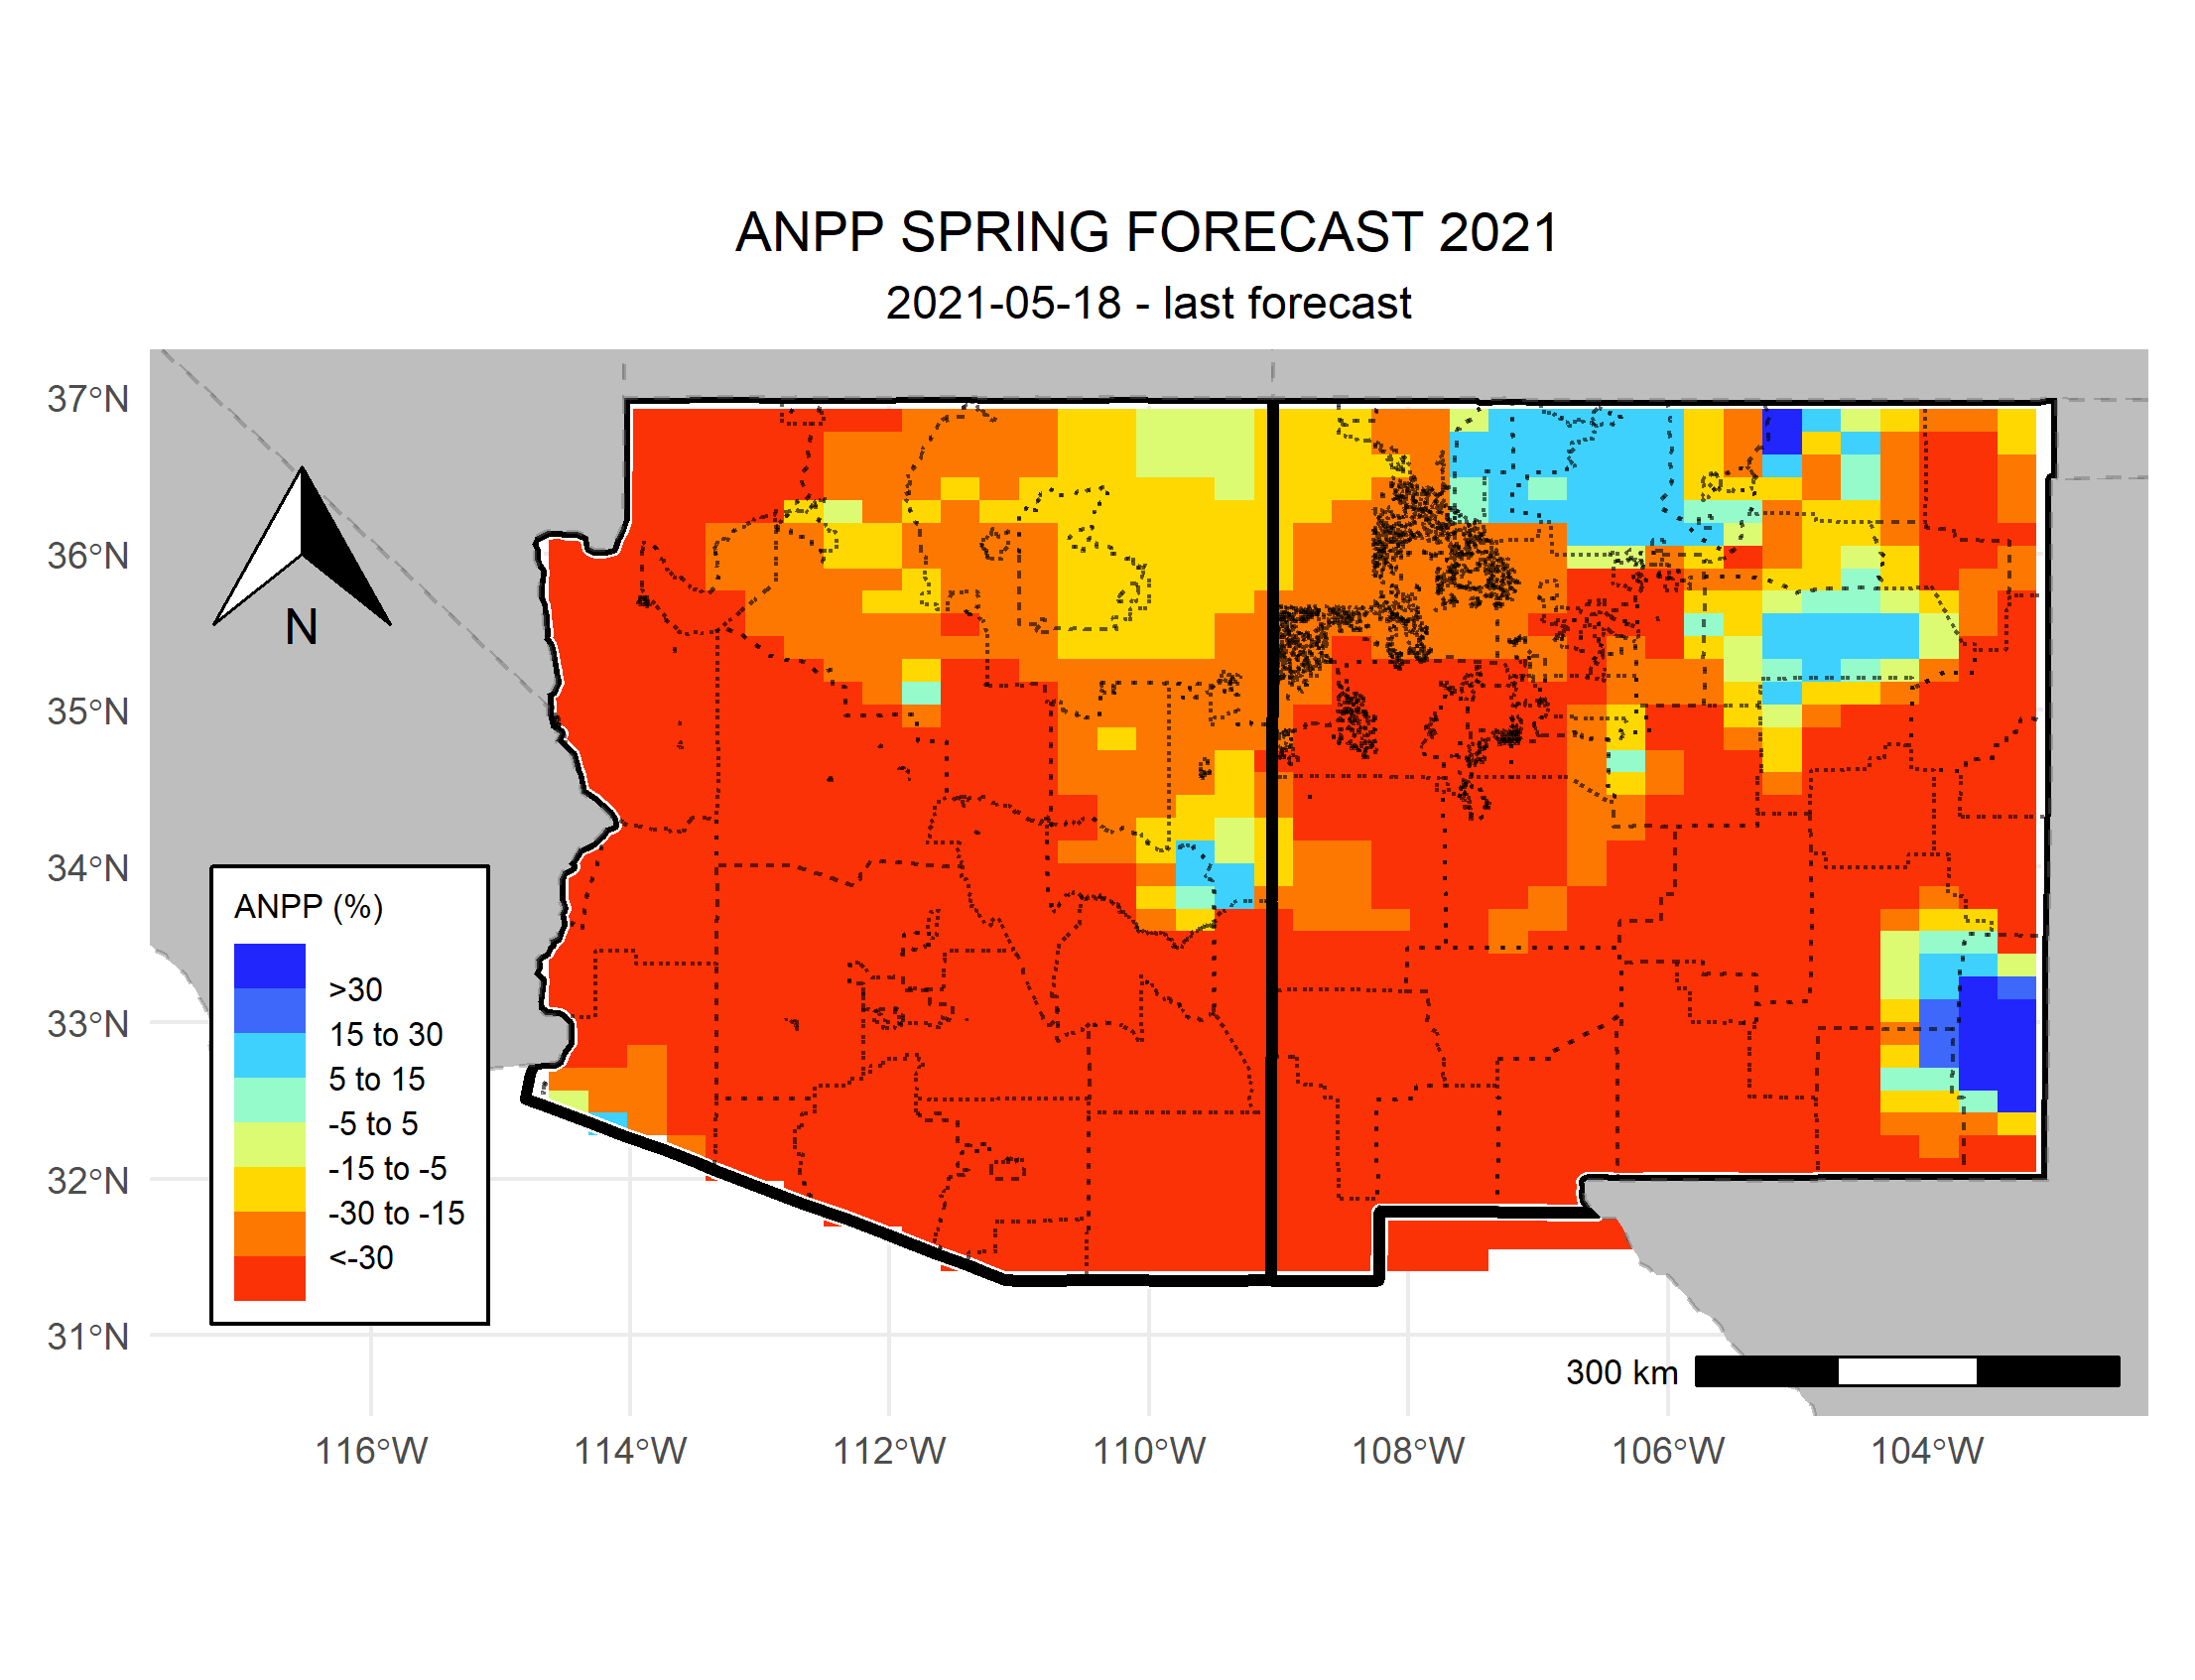 ANPP SPRING FORECAST 2021
2021-05-18 - last forecast
37°N
36°N
35°N
34°N
33°N
32°N
31°N
N
ANPP (%)
>30
15 to 30
5 to 15
-5 to 5
-15 to -5
-30 to -15
<-30
300 km
116°W
114°W
112°W
110°W
108°W
106°W
104°W